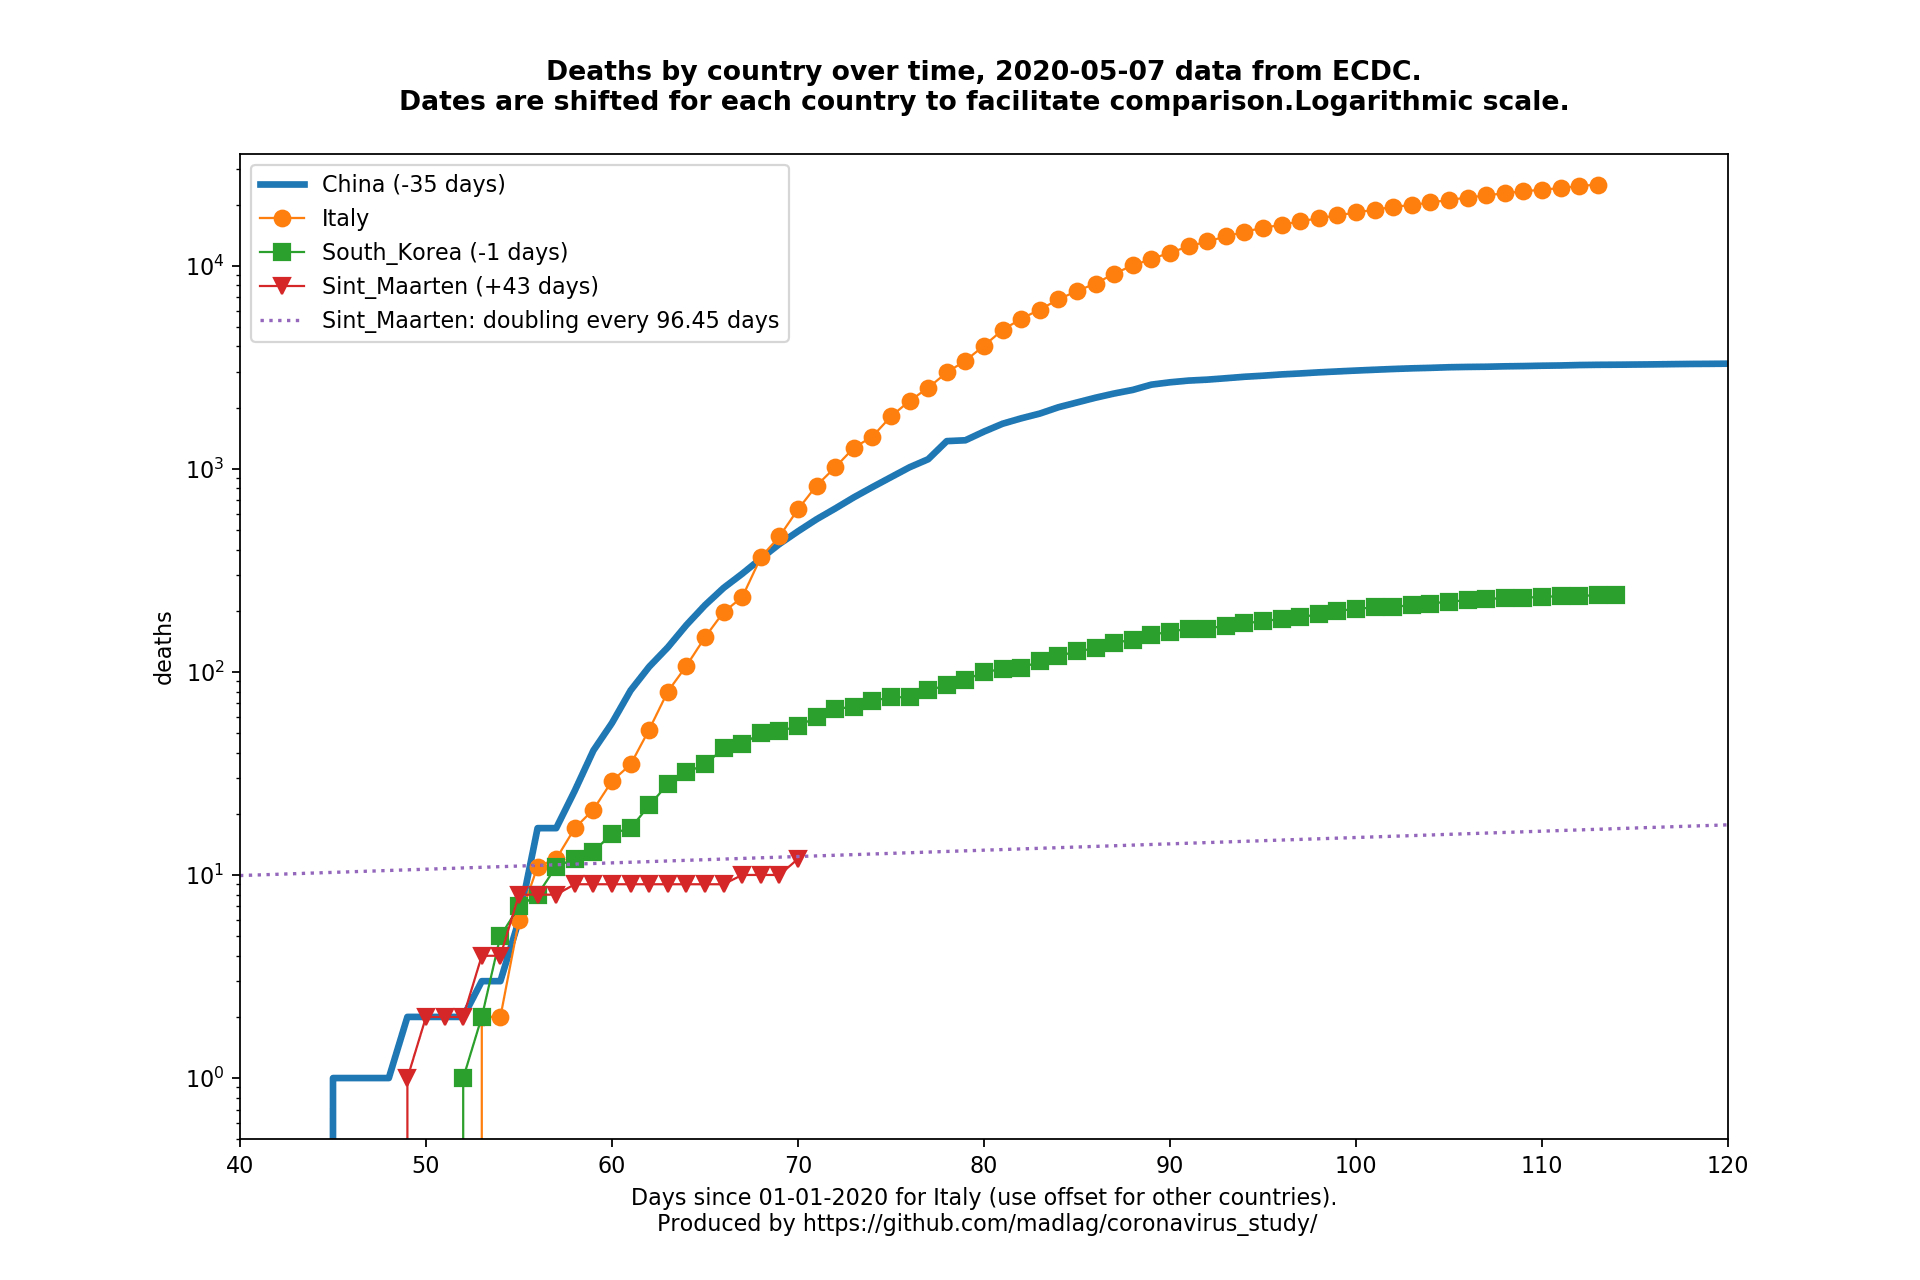 Deaths by country over time, 2020-05-07 data from ECDC.
Dates are shifted for each country to facilitate comparison.Logarithmic scale.
China (-35 days)
Italy
South_Korea (-1 days)
Sint_Maarten (+43 days)
Sint_Maarten: doubling every 96.45 days
deaths
10⁴
10³
10²
10¹
10⁰
40 50 60 70 80 90 100 110 120
Days since 01-01-2020 for Italy (use offset for other countries).
Produced by https://github.com/madlag/coronavirus_study/